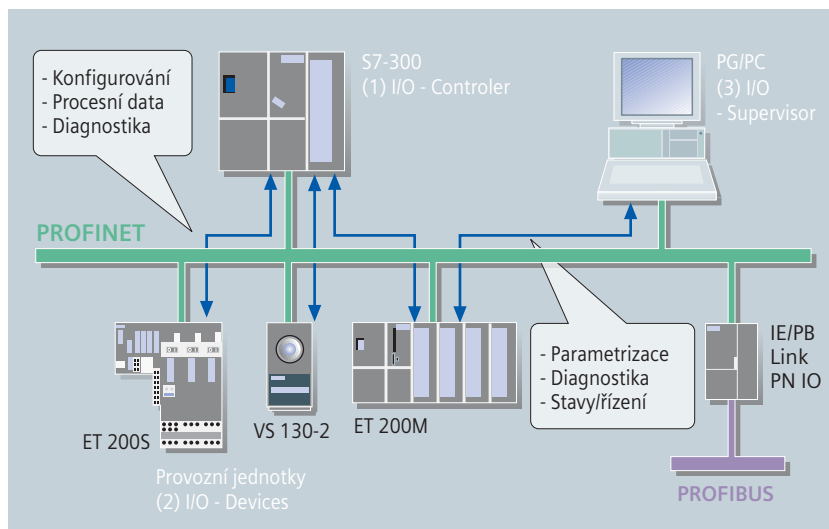 - Konfigurování
- Procesní data
- Diagnostika
S7-300
(1) I/O - Controler
PG/PC
(3) I/O
- Supervisor
PROFINET
ET 200S
VS 130-2
ET 200M
- Parametrizace
- Diagnostika
- Stavy/řízení
IE/PB
Link
PN IO
Provozní jednotky
(2) I/O - Devices
PROFIBUS